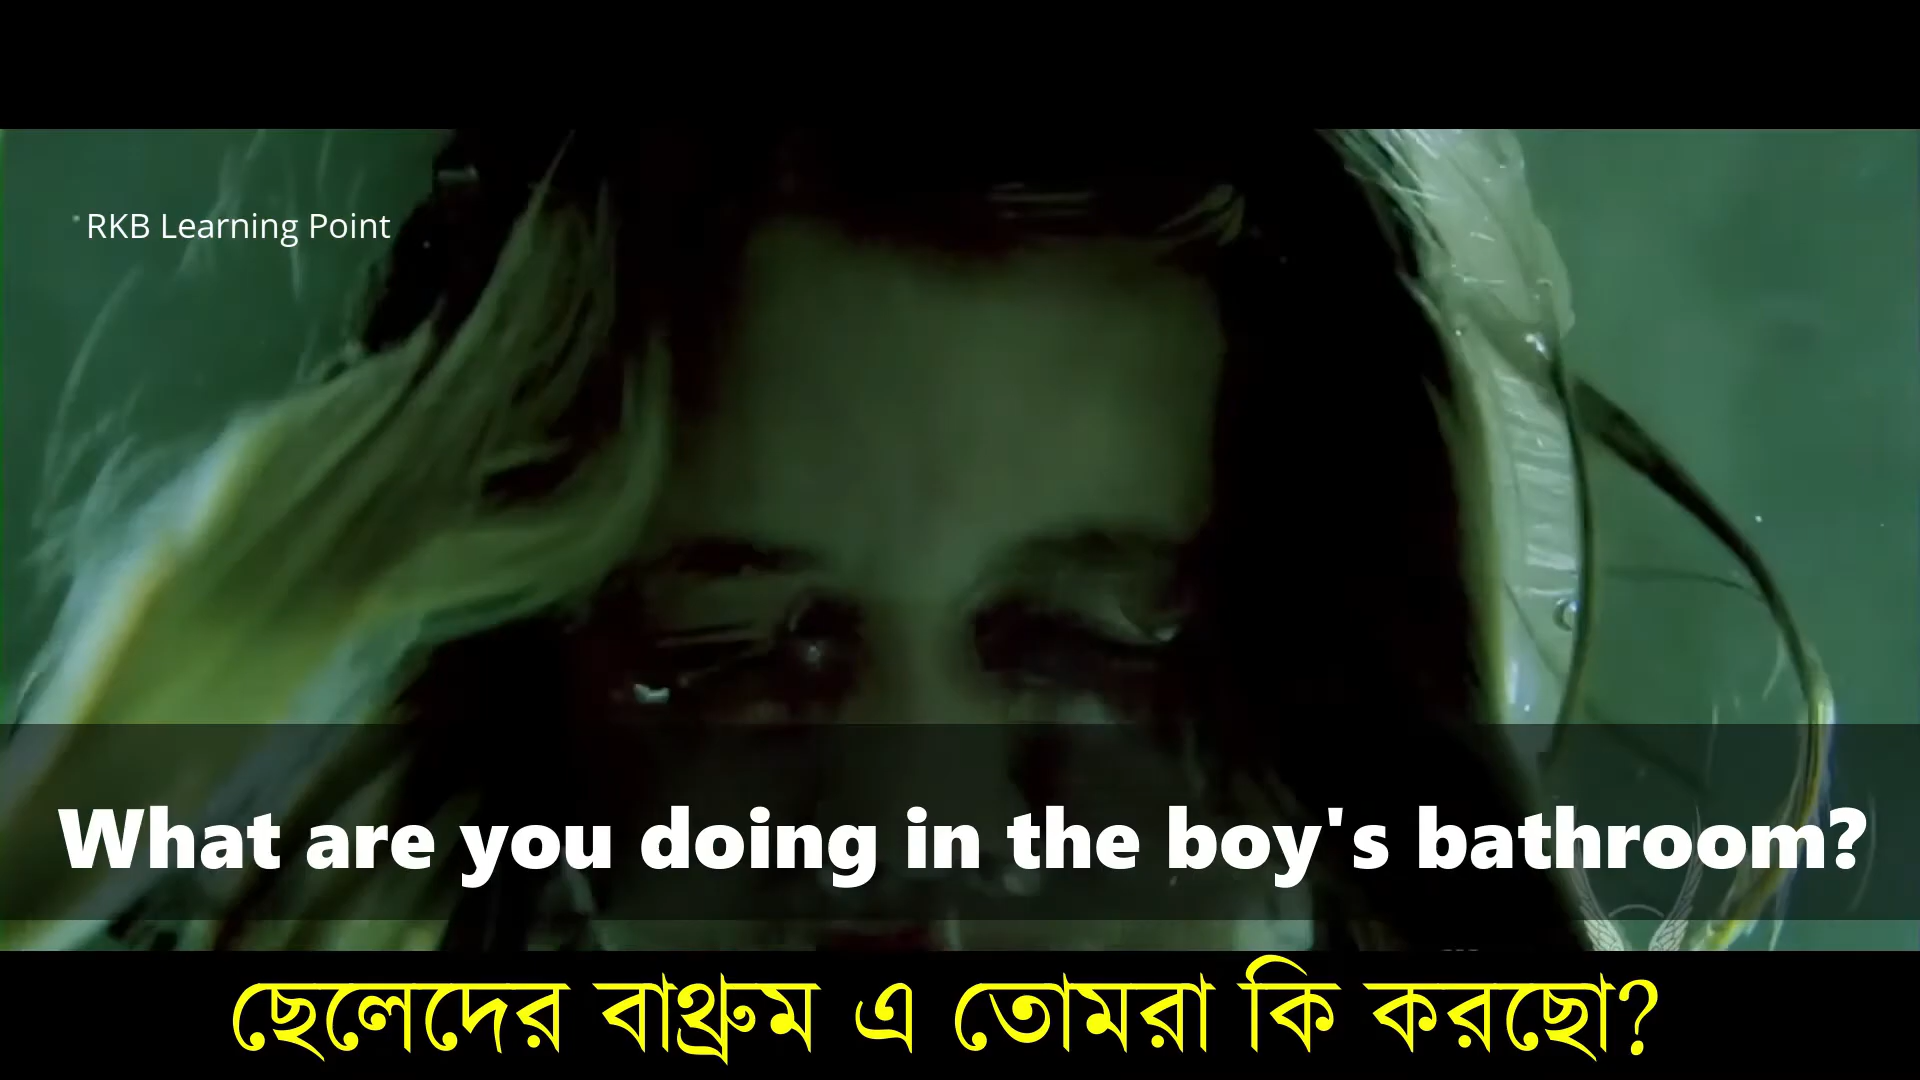 RKB Learning Point
What are you doing in the boy's bathroom?
ছেলেদের বাথ্রুম এ তোমরা কি করছো?